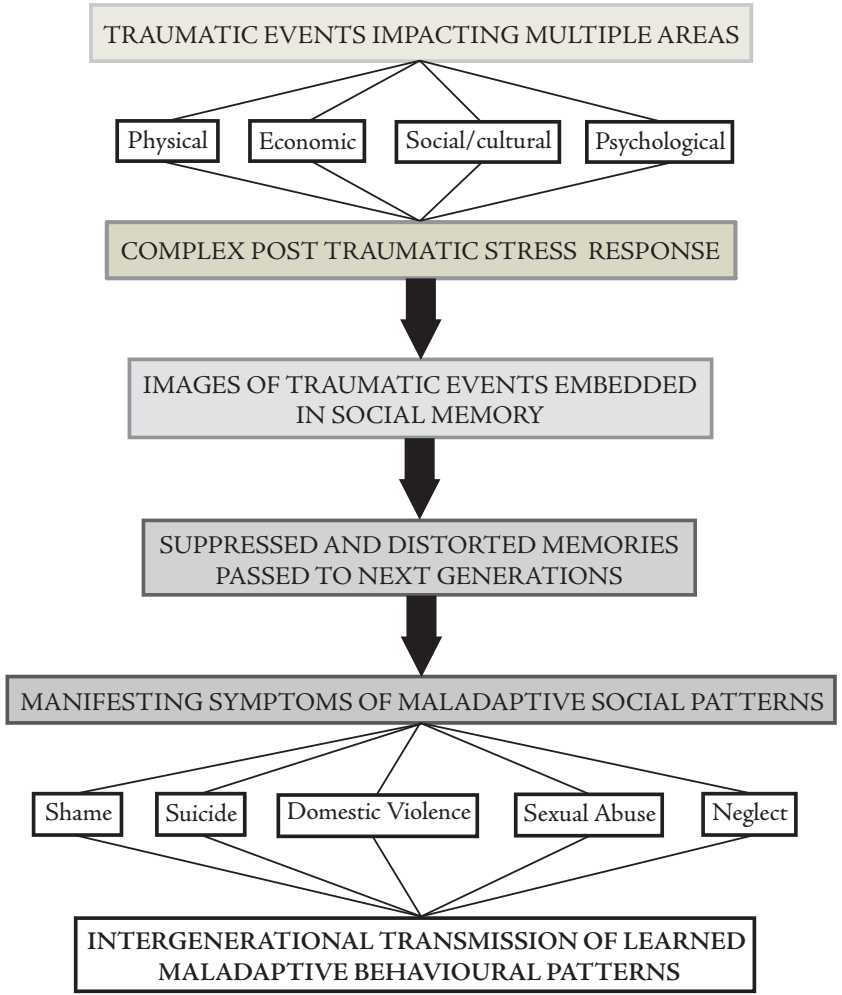 TRAUMATIC EVENTS IMPACTING MULTIPLE AREAS
Physical
Economic
Social/cultural
Psychological
COMPLEX POST TRAUMATIC STRESS RESPONSE
IMAGES OF TRAUMATIC EVENTS EMBEDDED
IN SOCIAL MEMORY
SUPPRESSED AND DISTORTED MEMORIES
PASSED TO NEXT GENERATIONS
MANIFESTING SYMPTOMS OF MALADAPTIVE SOCIAL PATTERNS
Shame
Suicide
Domestic Violence
Sexual Abuse
Neglect
INTERGENERATIONAL TRANSMISSION OF LEARNED
MALADAPTIVE BEHAVIOURAL PATTERNS